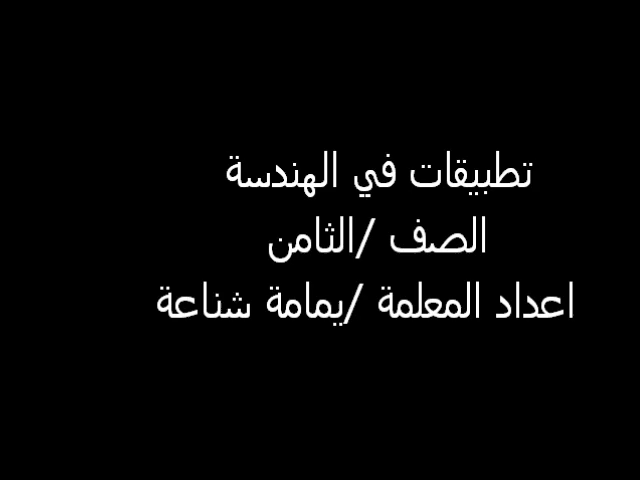 تطبيقات في الهندسة
الصف /الثامن
اعداد المعلمة /يمامة شناعة